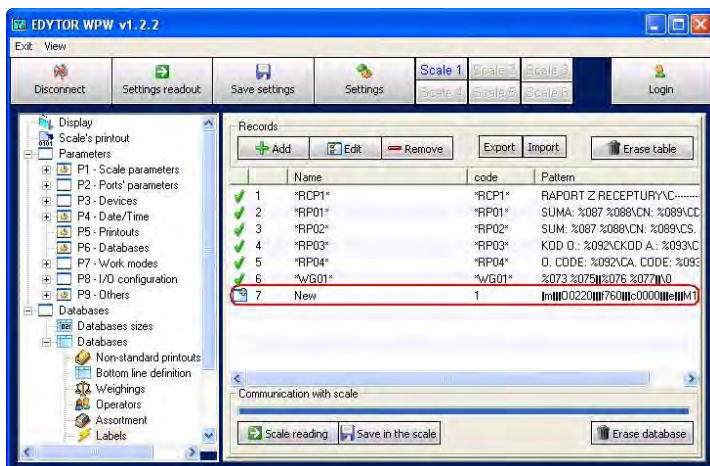 EDYTOR WPW v1.2.2
Exit View
Disconnect Settings readout Save settings Settings Scale 1 Scale 2 Scale 3 Login
Scale 4 Scale 5 Scale 6
Display
Scale's printout
Parameters
P1 - Scale parameters
P2 - Ports' parameters
P3 - Devices
P4 - Date/Time
P5 - Printouts
P6 - Databases
P7 - Work modes
P8 - I/O configuration
P9 - Others
Databases
Databases sizes
Databases
Non-standard printouts
Bottom line definition
Weighings
Operators
Assortment
Labels
Records
Add Edit Remove Export Import Erase table
Name code Pattern
1 *RCP1* *RCP1* RAPORT Z RECEPTURY\C--------
2 *RP01* *RP01* SUMA: %087 %088\CN: %089\CD
3 *RP02* *RP02* SUM: %087 %088\CN: %089\CS.
4 *RP03* *RP03* KOD O.: %092\CKOD A.: %093\C
5 *RP04* *RP04* O. CODE: %092\CA. CODE: %093
6 *WG01* *WG01* %073 %075||%076 %077||\0
7 New 1
Communication with scale
Scale reading Save in the scale Erase database